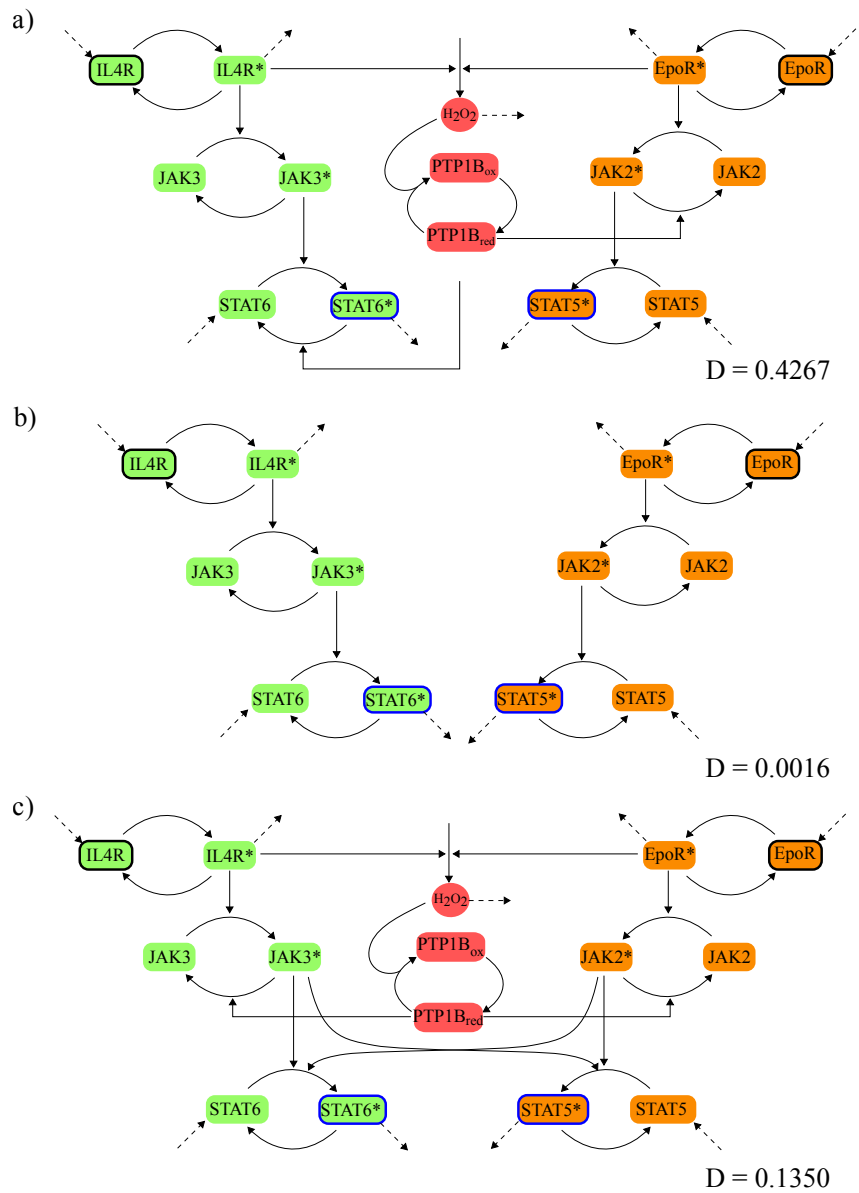 a)
IL4R IL4R* EpoR* EpoR
H₂O₂
PTP1Box
JAK3 JAK3* JAK2* JAK2
PTP1Bred
STAT6 STAT6* STAT5* STAT5
D = 0.4267
b)
IL4R IL4R* EpoR* EpoR
JAK3 JAK3* JAK2* JAK2
STAT6 STAT6* STAT5* STAT5
D = 0.0016
c)
IL4R IL4R* EpoR* EpoR
H₂O₂
PTP1Box
JAK3 JAK3* JAK2* JAK2
PTP1Bred
STAT6 STAT6* STAT5* STAT5
D = 0.1350